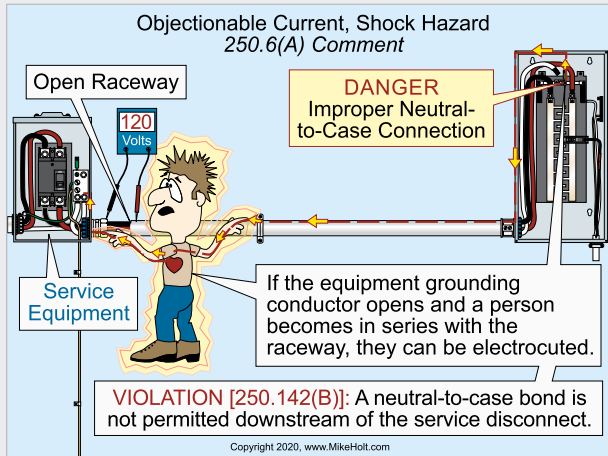 Objectionable Current, Shock Hazard
250.6(A) Comment
Open Raceway
DANGER
Improper Neutral-
to-Case Connection
120
Volts
Service
Equipment
If the equipment grounding
conductor opens and a person
becomes in series with the
raceway, they can be electrocuted.
VIOLATION [250.142(B)]: A neutral-to-case bond is
not permitted downstream of the service disconnect.
Copyright 2020, www.MikeHolt.com